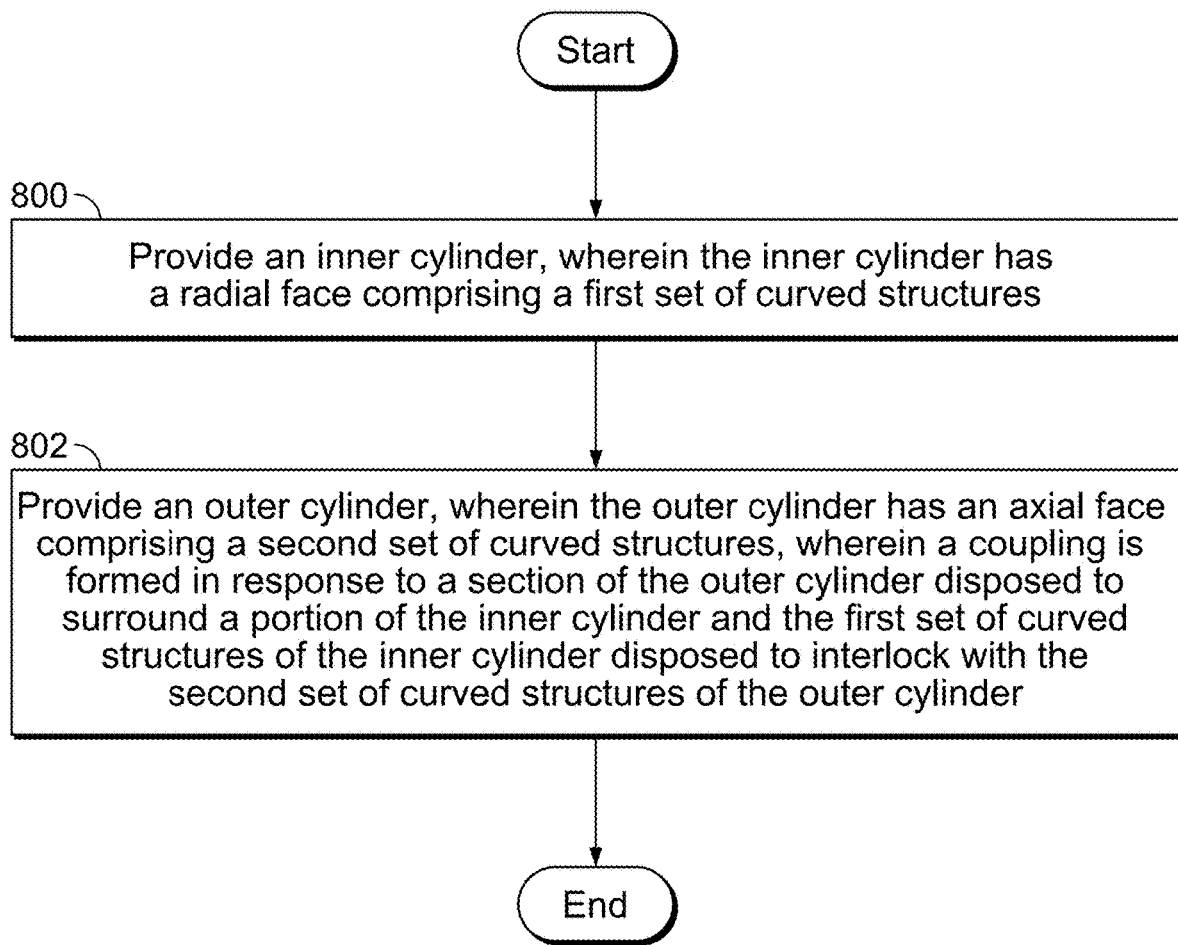 Start
800
Provide an inner cylinder, wherein the inner cylinder has
a radial face comprising a first set of curved structures
802
Provide an outer cylinder, wherein the outer cylinder has an axial face
comprising a second set of curved structures, wherein a coupling is
formed in response to a section of the outer cylinder disposed to
surround a portion of the inner cylinder and the first set of curved
structures of the inner cylinder disposed to interlock with the
second set of curved structures of the outer cylinder
End